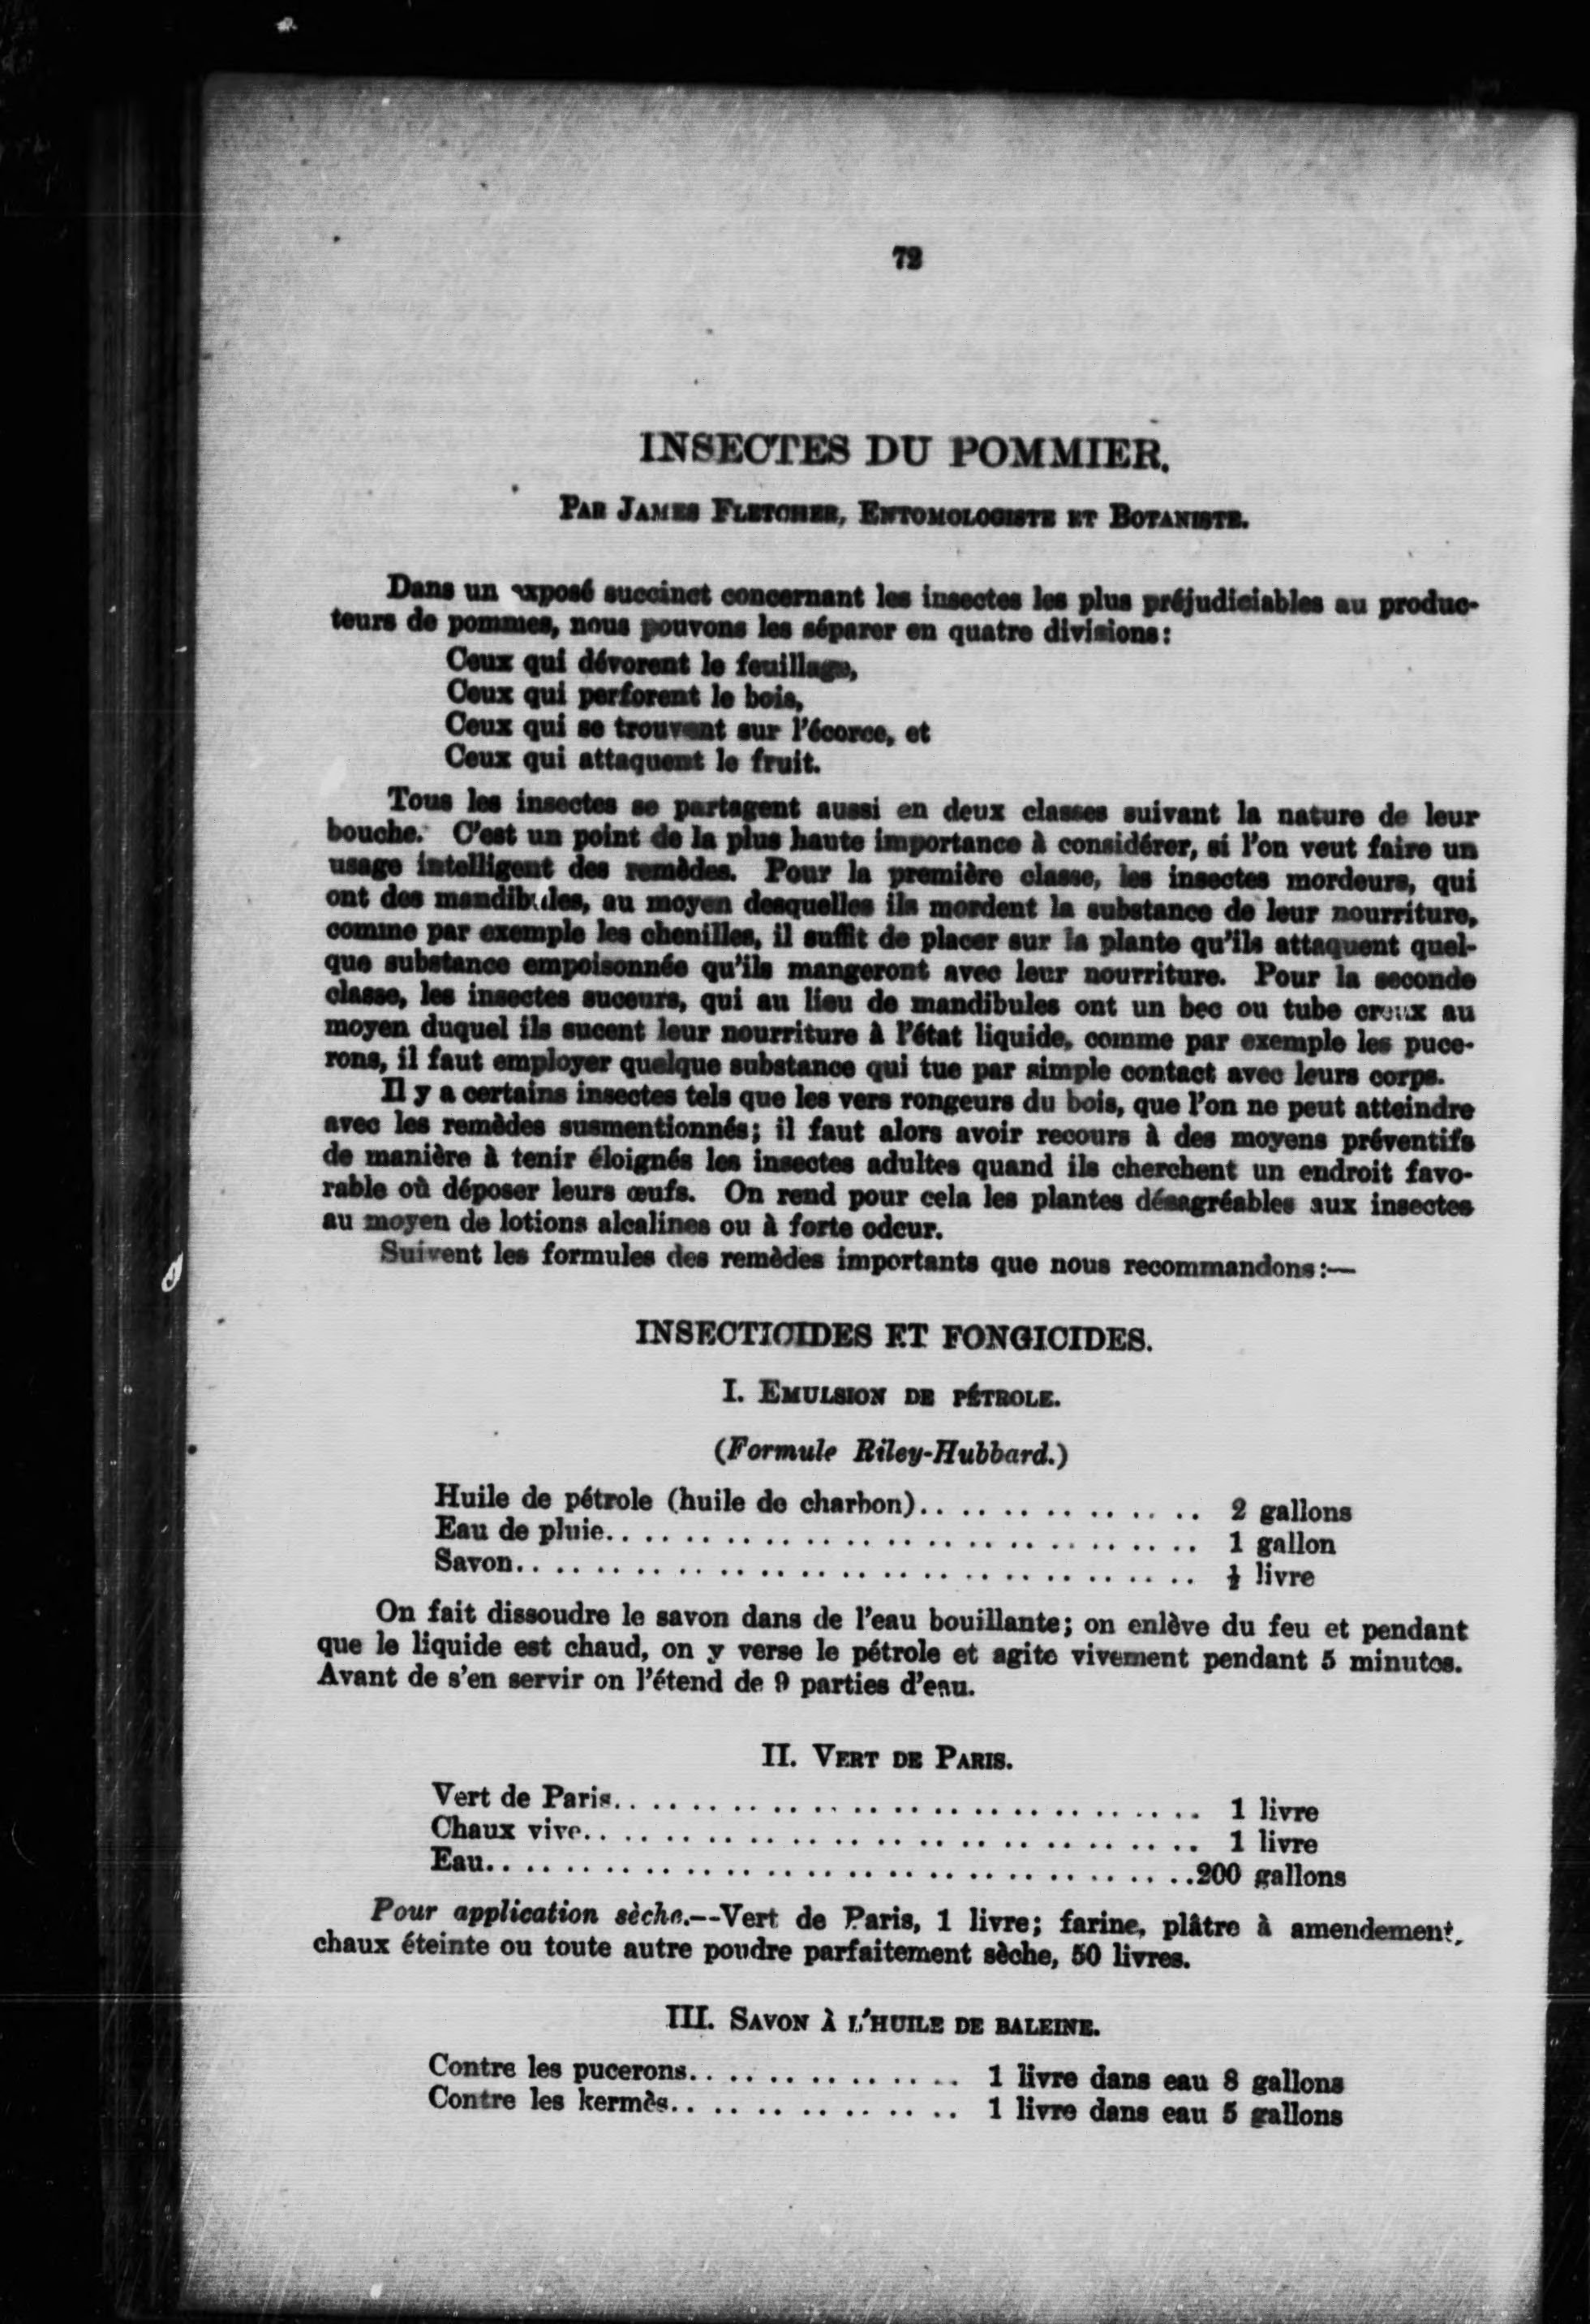 72
INSECTES DU POMMIER.
PAR JAMES FLETCHER, ENTOMOLOGISTE ET BOTANISTE.
Dans un exposé succinct concernant les insectes les plus préjudiciables au produc-
teurs de pommes, nous pouvons les séparer en quatre divisions:
Ceux qui dévorent le feuillage,
Ceux qui perforent le bois,
Ceux qui se trouvent sur l'écorce, et
Ceux qui attaquent le fruit.
Tous les insectes se partagent aussi en deux classes suivant la nature de leur
bouche. C'est un point de la plus haute importance à considérer, si l'on veut faire un
usage intelligent des remèdes. Pour la première classe, les insectes mordeurs, qui
ont des mandibules, au moyen desquelles ils mordent la substance de leur nourriture,
comme par exemple les chenilles, il suffit de placer sur la plante qu'ils attaquent quel-
que substance empoisonnée qu'ils mangeront avec leur nourriture. Pour la seconde
classe, les insectes suceurs, qui au lieu de mandibules ont un bec ou tube creux au
moyen duquel ils sucent leur nourriture à l'état liquide, comme par exemple les puce-
rons, il faut employer quelque substance qui tue par simple contact avec leurs corps.
Il y a certains insectes tels que les vers rongeurs du bois, que l'on ne peut atteindre
avec les remèdes susmentionnés; il faut alors avoir recours à des moyens préventifs
de manière à tenir éloignés les insectes adultes quand ils cherchent un endroit favo-
rable où déposer leurs œufs. On rend pour cela les plantes désagréables aux insectes
au moyen de lotions alcalines ou à forte odeur.
Suivent les formules des remèdes importants que nous recommandons:—
INSECTICIDES ET FONGICIDES.
I. EMULSION DE PÉTROLE.
(Formule Riley-Hubbard.)
Huile de pétrole (huile de charbon).............. 2 gallons
Eau de pluie.............................. 1 gallon
Savon.................................. ½ livre
On fait dissoudre le savon dans de l'eau bouillante; on enlève du feu et pendant
que le liquide est chaud, on y verse le pétrole et agite vivement pendant 5 minutes.
Avant de s'en servir on l'étend de 9 parties d'eau.
II. VERT DE PARIS.
Vert de Paris.............................. 1 livre
Chaux vive............................... 1 livre
Eau....................................200 gallons
Pour application sèche.--Vert de Paris, 1 livre; farine, plâtre à amendement,
chaux éteinte ou toute autre poudre parfaitement sèche, 50 livres.
III. SAVON À L'HUILE DE BALEINE.
Contre les pucerons.............. 1 livre dans eau 8 gallons
Contre les kermès............... 1 livre dans eau 5 gallons